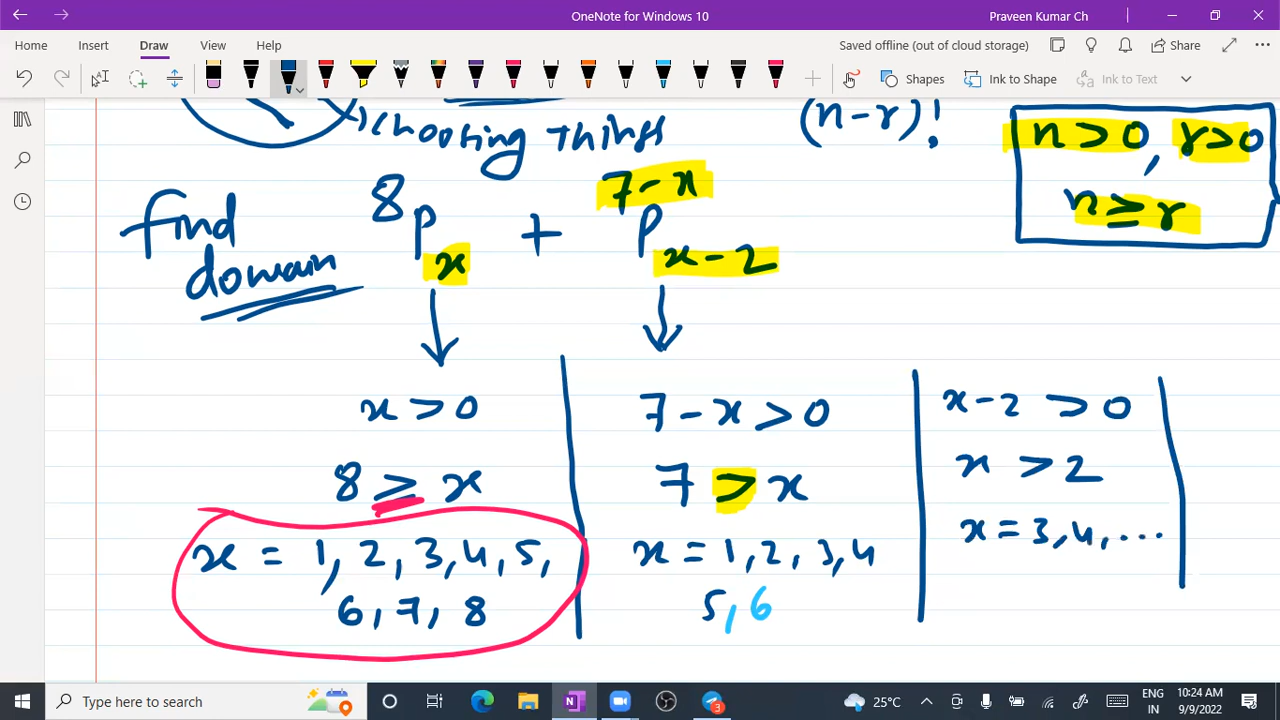 OneNote for Windows 10
Praveen Kumar Ch
Home Insert Draw View Help
Saved offline (out of cloud storage)
Share
Shapes
Ink to Shape
Ink to Text
choosing things
(n-r)!
n>0, r>0
n≥r
find
domain
8
P
x
+
7-x
P
x-2
x>0
8 ≥ x
x = 1, 2, 3, 4, 5,
6, 7, 8
7-x>0
7 > x
x = 1, 2, 3, 4
5, 6
x-2 >0
x >2
x = 3, 4, ...
Type here to search
3
25°C
ENG
IN
10:24 AM
9/9/2022